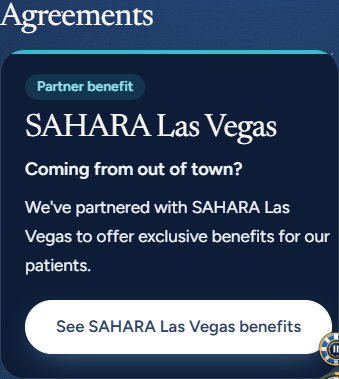 Agreements
Partner benefit
SAHARA Las Vegas
Coming from out of town?
We've partnered with SAHARA Las
Vegas to offer exclusive benefits for our
patients.
See SAHARA Las Vegas benefits